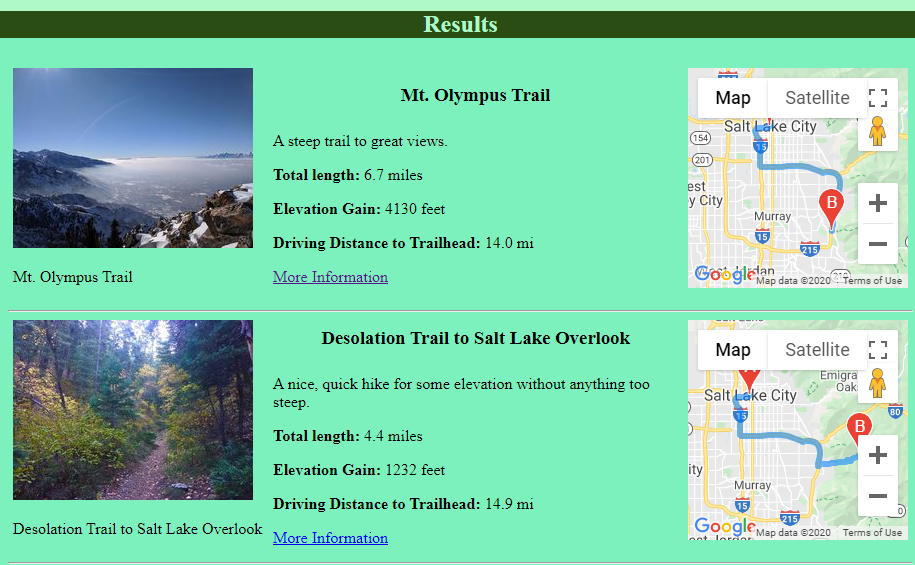 Results
Mt. Olympus Trail
A steep trail to great views.
Total length: 6.7 miles
Elevation Gain: 4130 feet
Driving Distance to Trailhead: 14.0 mi
More Information
Mt. Olympus Trail
Map Satellite
Salt Lake City
15
154
201
est
y City
B
Murray
15
215
West Jordan
Google
Map data ©2020
Terms of Use
Desolation Trail to Salt Lake Overlook
A nice, quick hike for some elevation without anything too
steep.
Total length: 4.4 miles
Elevation Gain: 1232 feet
Driving Distance to Trailhead: 14.9 mi
More Information
Desolation Trail to Salt Lake Overlook
Map Satellite
Emigra
Oak
Salt Lake City
80
15
B
ity
Murray
15
215
Google
Map data ©2020
Terms of Use